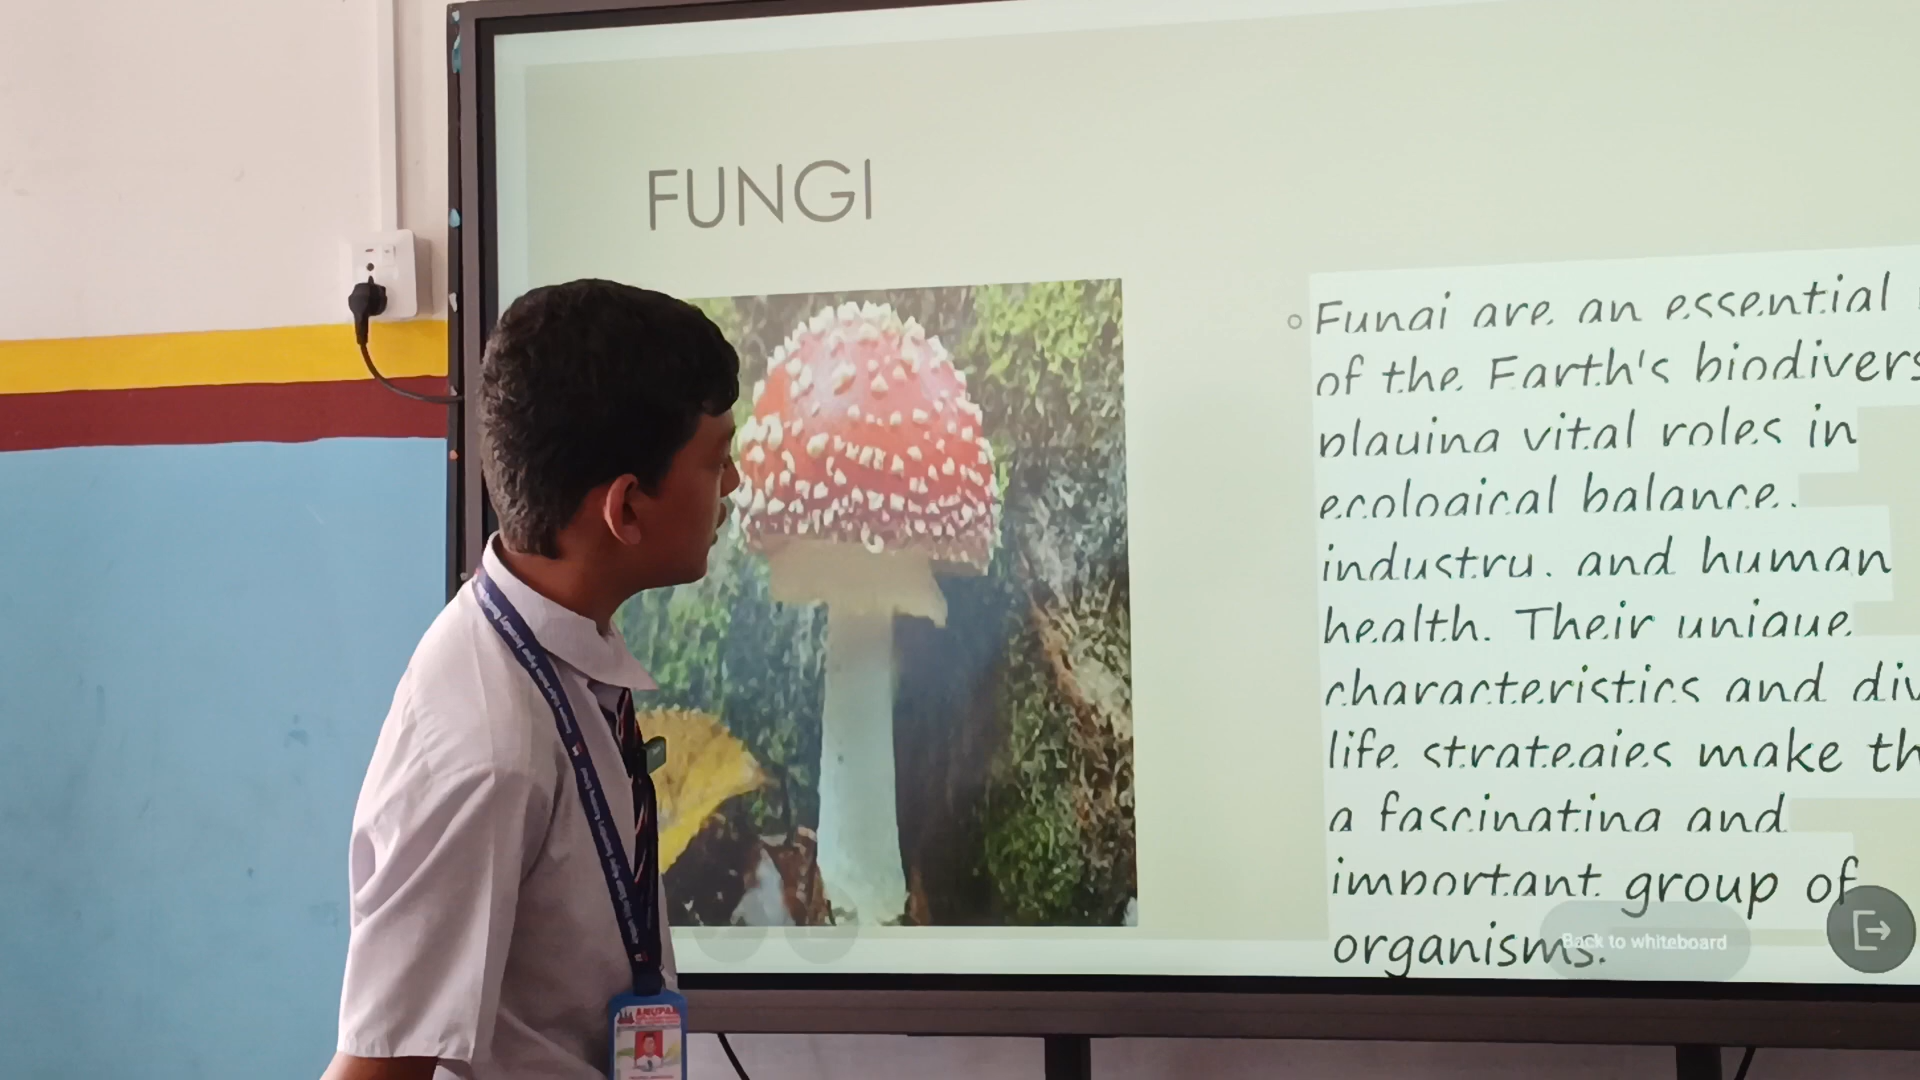 FUNGI
Fungi are an essential
of the Earth's biodivers
playing vital roles in
ecological balance,
industry, and human
health. Their unique
characteristics and div
life strategies make th
a fascinating and
important group of
organisms.
Back to whiteboard
ANUPAM